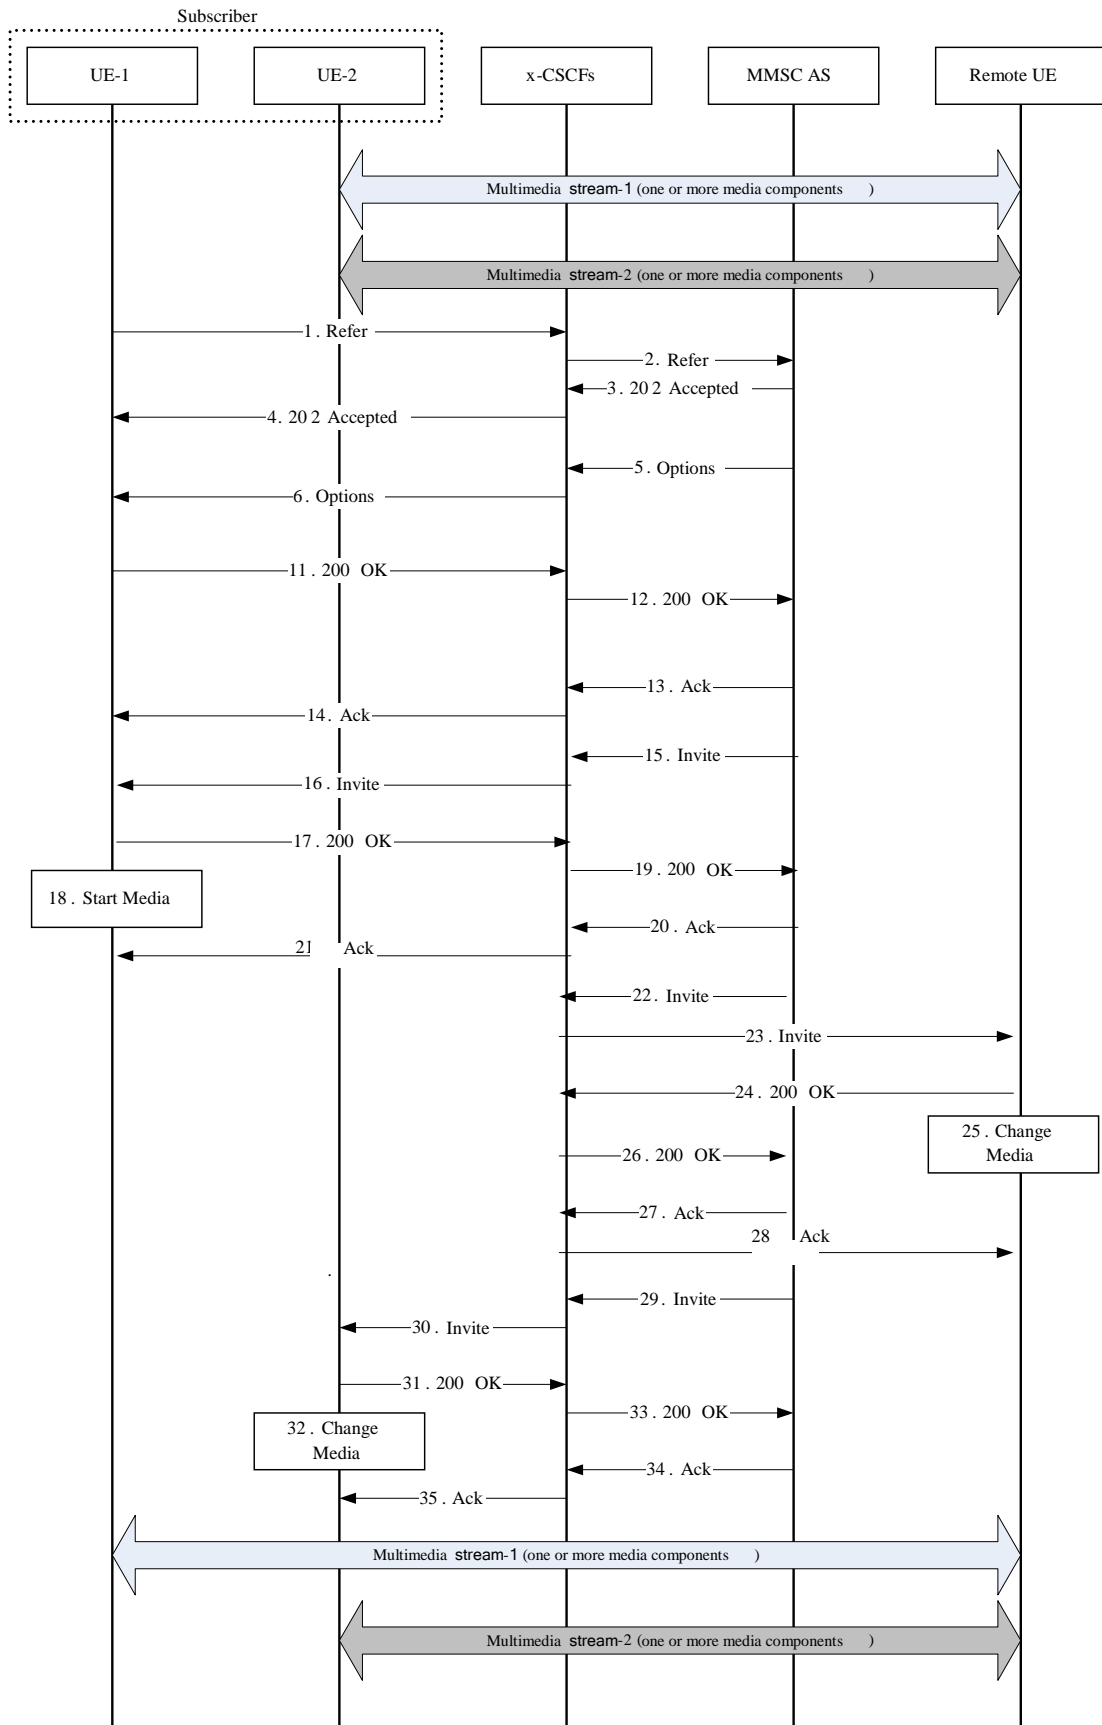 Subscriber
UE-1
UE-2
x-CSCFs
MMSC AS
Remote UE
Multimedia stream-1 (one or more media components )
Multimedia stream-2 (one or more media components )
1. Refer
2. Refer
3. 202 Accepted
4. 202 Accepted
5. Options
6. Options
11. 200 OK
12. 200 OK
13. Ack
14. Ack
15. Invite
16. Invite
17. 200 OK
19. 200 OK
18. Start Media
20. Ack
21 Ack
22. Invite
23. Invite
24. 200 OK
25. Change
Media
26. 200 OK
27. Ack
28 Ack
.
29. Invite
30. Invite
31. 200 OK
33. 200 OK
32. Change
Media
34. Ack
35. Ack
Multimedia stream-1 (one or more media components )
Multimedia stream-2 (one or more media components )